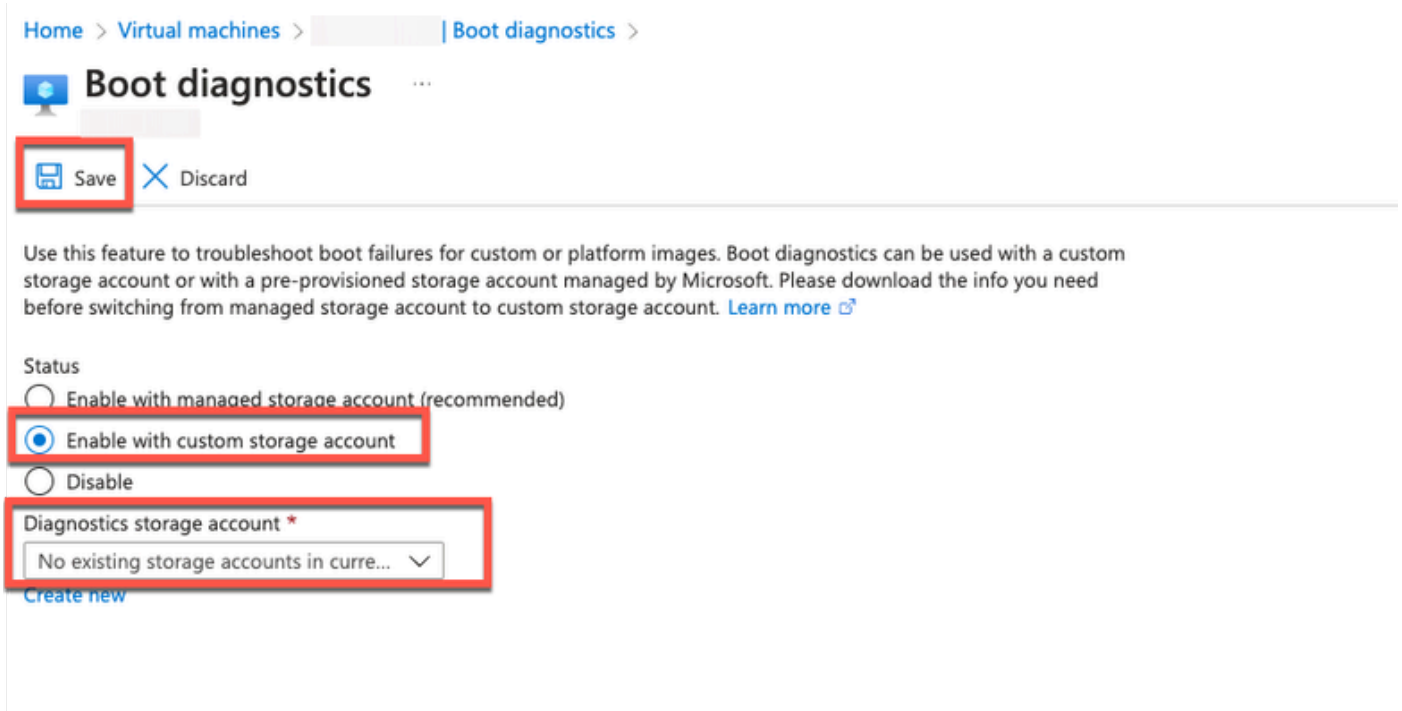 Home > Virtual machines > | Boot diagnostics >
Boot diagnostics ...
Save Discard
Use this feature to troubleshoot boot failures for custom or platform images. Boot diagnostics can be used with a custom
storage account or with a pre-provisioned storage account managed by Microsoft. Please download the info you need
before switching from managed storage account to custom storage account. Learn more
Status
Enable with managed storage account (recommended)
Enable with custom storage account
Disable
Diagnostics storage account *
No existing storage accounts in curre...
Create new